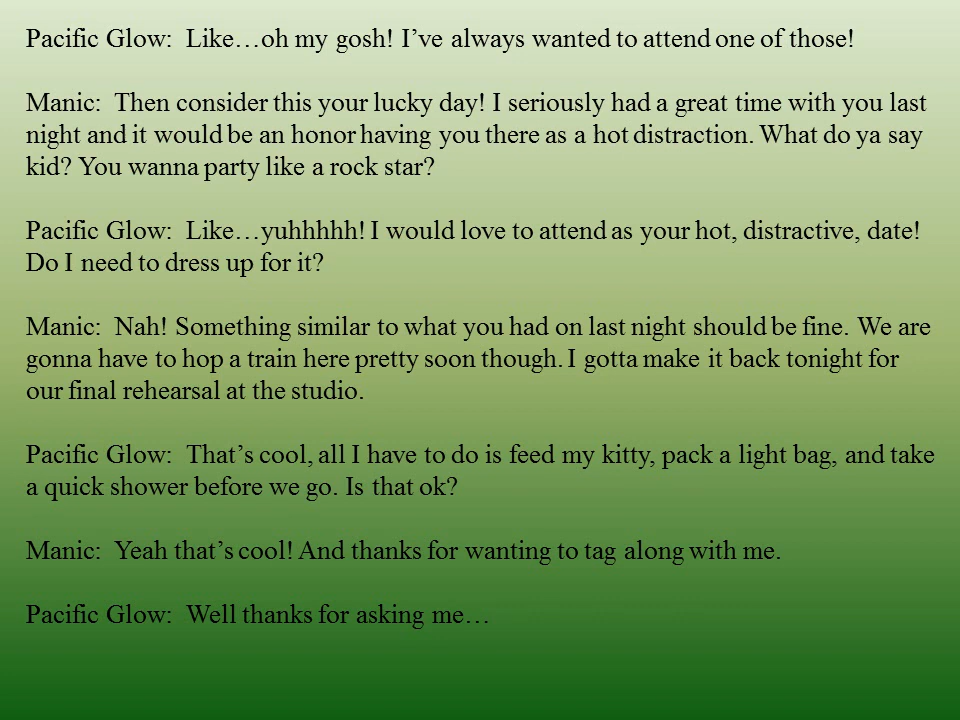 Pacific Glow:  Like…oh my gosh! I’ve always wanted to attend one of those!
Manic:  Then consider this your lucky day! I seriously had a great time with you last
night and it would be an honor having you there as a hot distraction. What do ya say
kid? You wanna party like a rock star?
Pacific Glow:  Like…yuhhhhh! I would love to attend as your hot, distractive, date!
Do I need to dress up for it?
Manic:  Nah! Something similar to what you had on last night should be fine. We are
gonna have to hop a train here pretty soon though. I gotta make it back tonight for
our final rehearsal at the studio.
Pacific Glow:  That’s cool, all I have to do is feed my kitty, pack a light bag, and take
a quick shower before we go. Is that ok?
Manic:  Yeah that’s cool! And thanks for wanting to tag along with me.
Pacific Glow:  Well thanks for asking me…